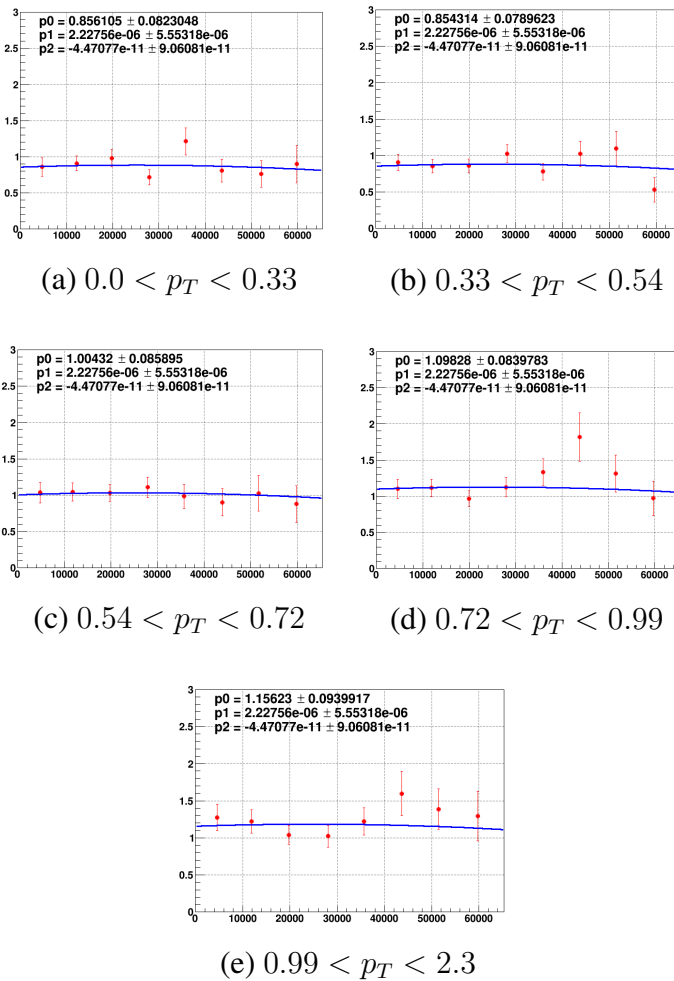 p0 = 0.856105 ± 0.0823048
p1 = 2.22756e-06 ± 5.55318e-06
p2 = -4.47077e-11 ± 9.06081e-11
3
2.5
2
1.5
1
0.5
0
0 10000 20000 30000 40000 50000 60000
(a) 0.0 < p_T < 0.33
p0 = 0.854314 ± 0.0789623
p1 = 2.22756e-06 ± 5.55318e-06
p2 = -4.47077e-11 ± 9.06081e-11
3
2.5
2
1.5
1
0.5
0
0 10000 20000 30000 40000 50000 60000
(b) 0.33 < p_T < 0.54
p0 = 1.00432 ± 0.085895
p1 = 2.22756e-06 ± 5.55318e-06
p2 = -4.47077e-11 ± 9.06081e-11
3
2.5
2
1.5
1
0.5
0
0 10000 20000 30000 40000 50000 60000
(c) 0.54 < p_T < 0.72
p0 = 1.09828 ± 0.0839783
p1 = 2.22756e-06 ± 5.55318e-06
p2 = -4.47077e-11 ± 9.06081e-11
3
2.5
2
1.5
1
0.5
0
0 10000 20000 30000 40000 50000 60000
(d) 0.72 < p_T < 0.99
p0 = 1.15623 ± 0.0939917
p1 = 2.22756e-06 ± 5.55318e-06
p2 = -4.47077e-11 ± 9.06081e-11
3
2.5
2
1.5
1
0.5
0
0 10000 20000 30000 40000 50000 60000
(e) 0.99 < p_T < 2.3